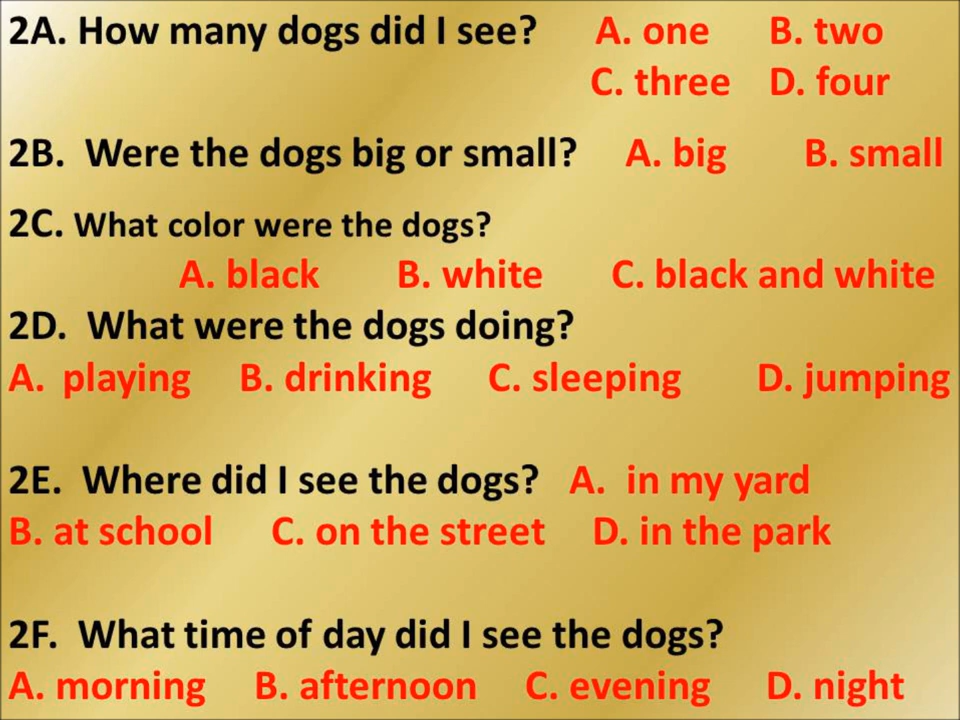 2A. How many dogs did I see? A. one B. two
C. three D. four
2B. Were the dogs big or small? A. big B. small
2C. What color were the dogs?
A. black B. white C. black and white
2D. What were the dogs doing?
A. playing B. drinking C. sleeping D. jumping
2E. Where did I see the dogs? A. in my yard
B. at school C. on the street D. in the park
2F. What time of day did I see the dogs?
A. morning B. afternoon C. evening D. night